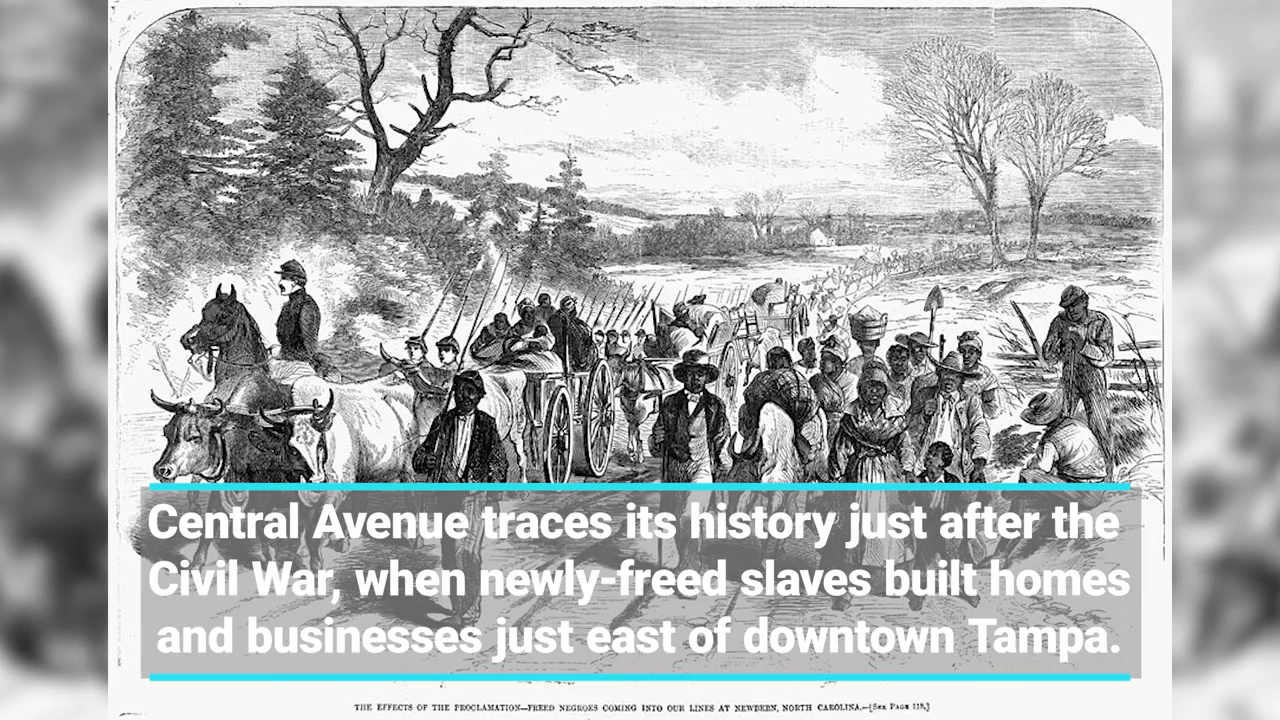 Central Avenue traces its history just after the
Civil War, when newly-freed slaves built homes
and businesses just east of downtown Tampa.
THE EFFECTS OF THE PROCLAMATION—FREED NEGROES COMING INTO OUR LINES AT NEWBERN, NORTH CAROLINA.—[SEE PAGE 119.]